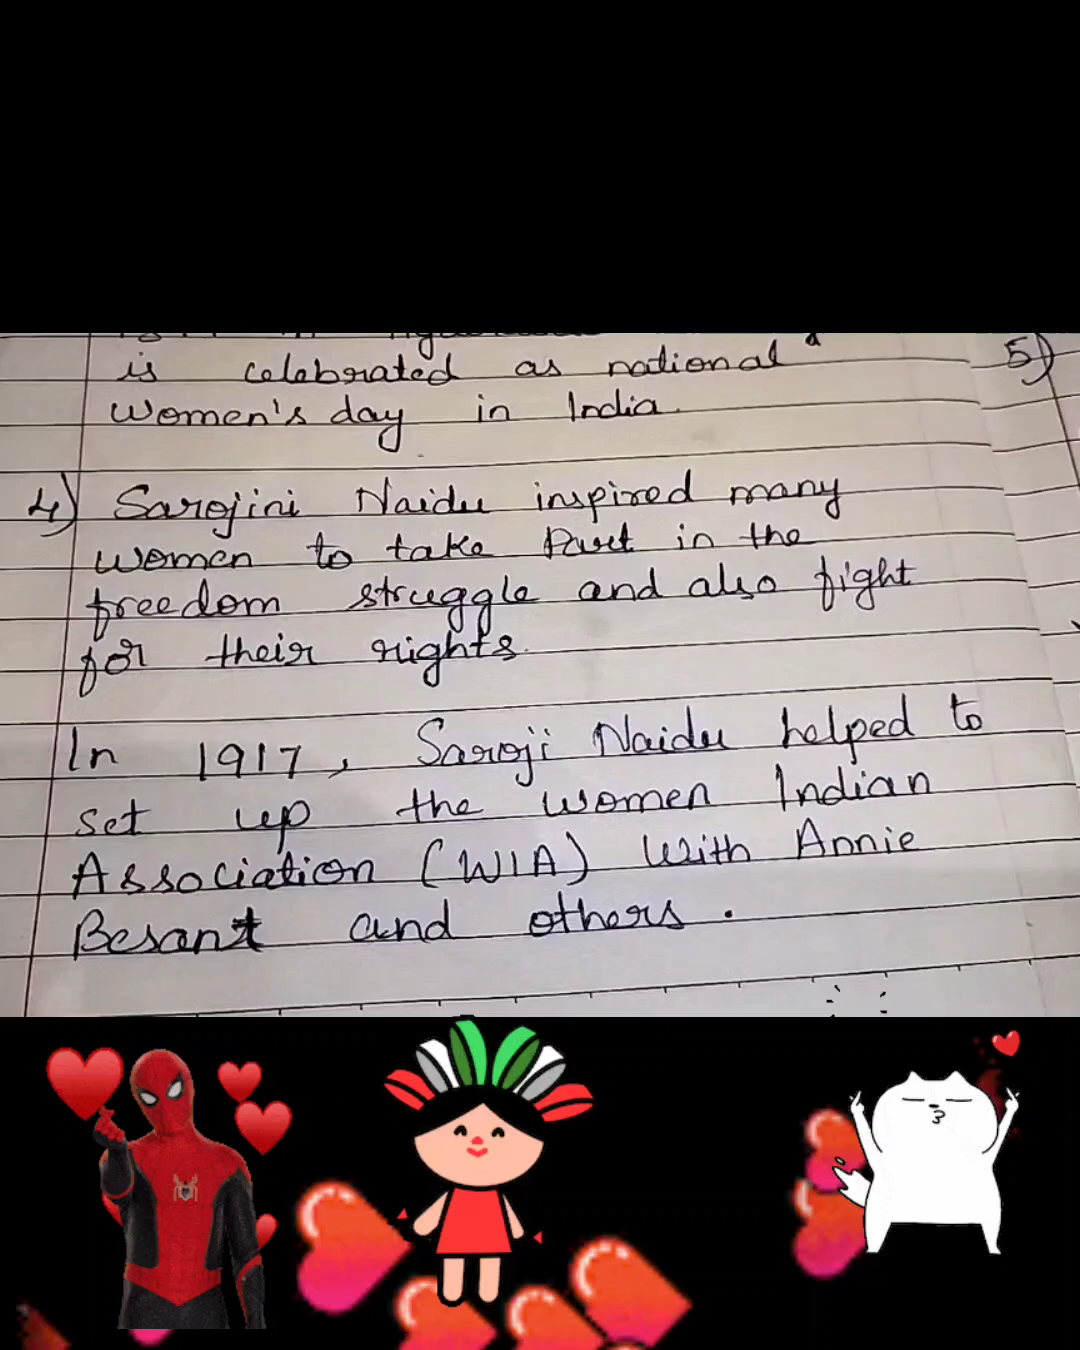 is celebrated as national
women's day in India.
5)
4) Sarojini Naidu inspired many
women to take Part in the
freedom struggle and also fight
for their rights.
In 1917, Saroji Naidu helped to
set up the women Indian
Association (WIA) with Annie
Besant and others.